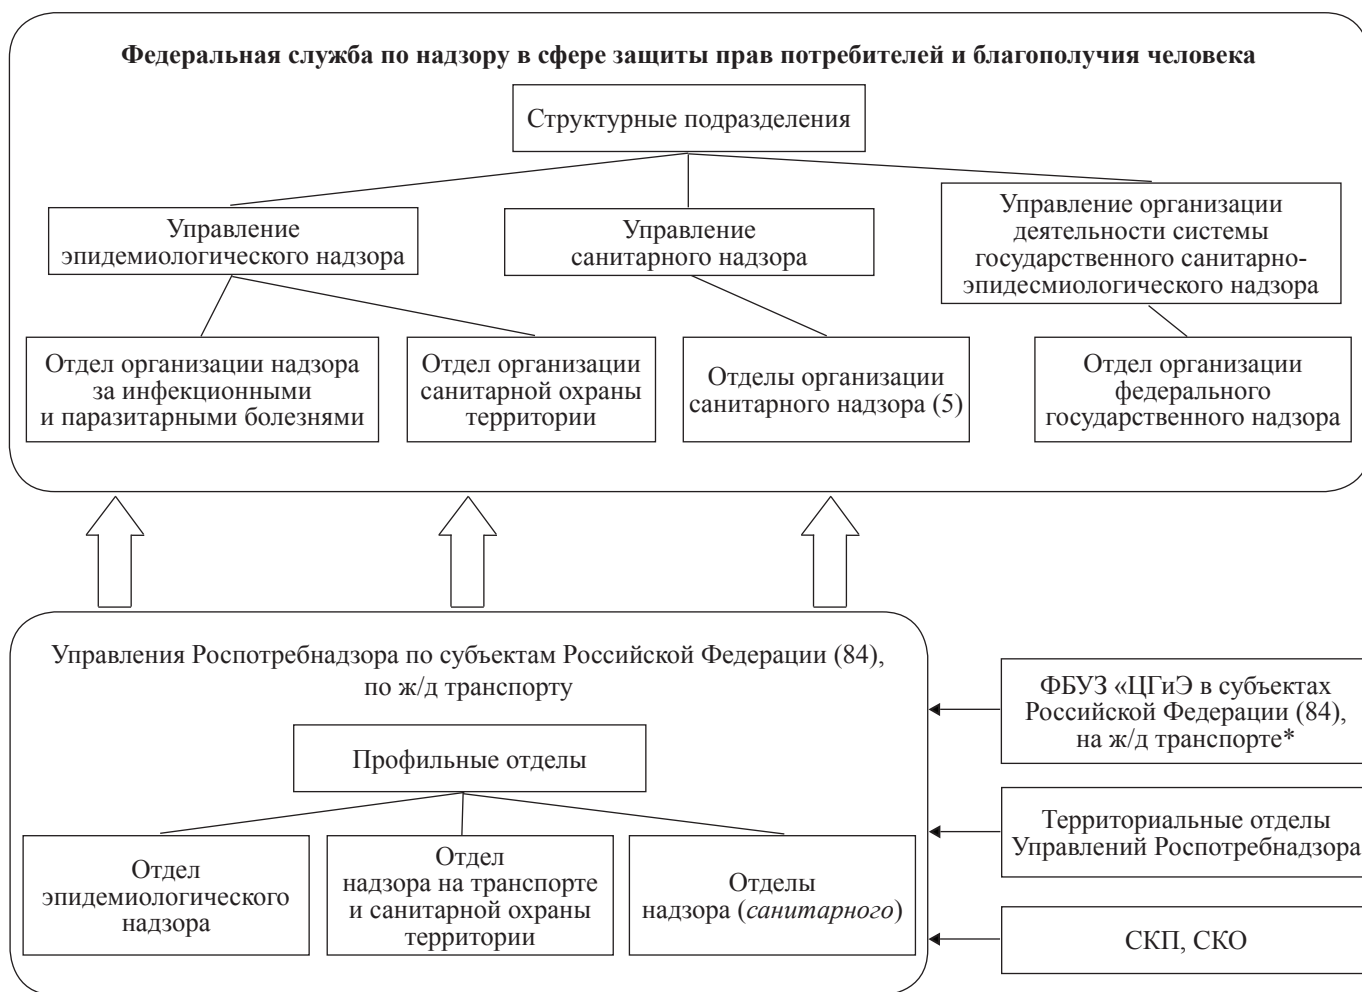 Федеральная служба по надзору в сфере защиты прав потребителей и благополучия человека
Структурные подразделения
Управление
эпидемиологического надзора
Управление
санитарного надзора
Управление организации
деятельности системы
государственного санитарно-
эпидесмиологического надзора
Отдел организации надзора
за инфекционными
и паразитарными болезнями
Отдел организации
санитарной охраны
территории
Отделы организации
санитарного надзора (5)
Отдел организации
федерального
государственного надзора
Управления Роспотребнадзора по субъектам Российской Федерации (84),
по ж/д транспорту
Профильные отделы
Отдел
эпидемиологического
надзора
Отдел
надзора на транспорте
и санитарной охраны
территории
Отделы
надзора (санитарного)
ФБУЗ «ЦГиЭ в субъектах
Российской Федерации (84),
на ж/д транспорте*
Территориальные отделы
Управлений Роспотребнадзора
СКП, СКО